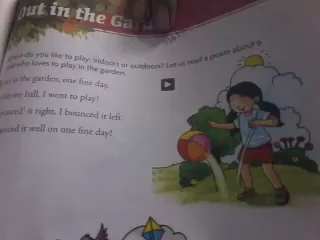 Out in the Gar
do you like to play: indoors or outdoors? Let us read a poem about a
who loves to play in the garden.
in the garden, one fine day,
my ball, I went to play!
it right, I bounced it left.
it well on one fine day!